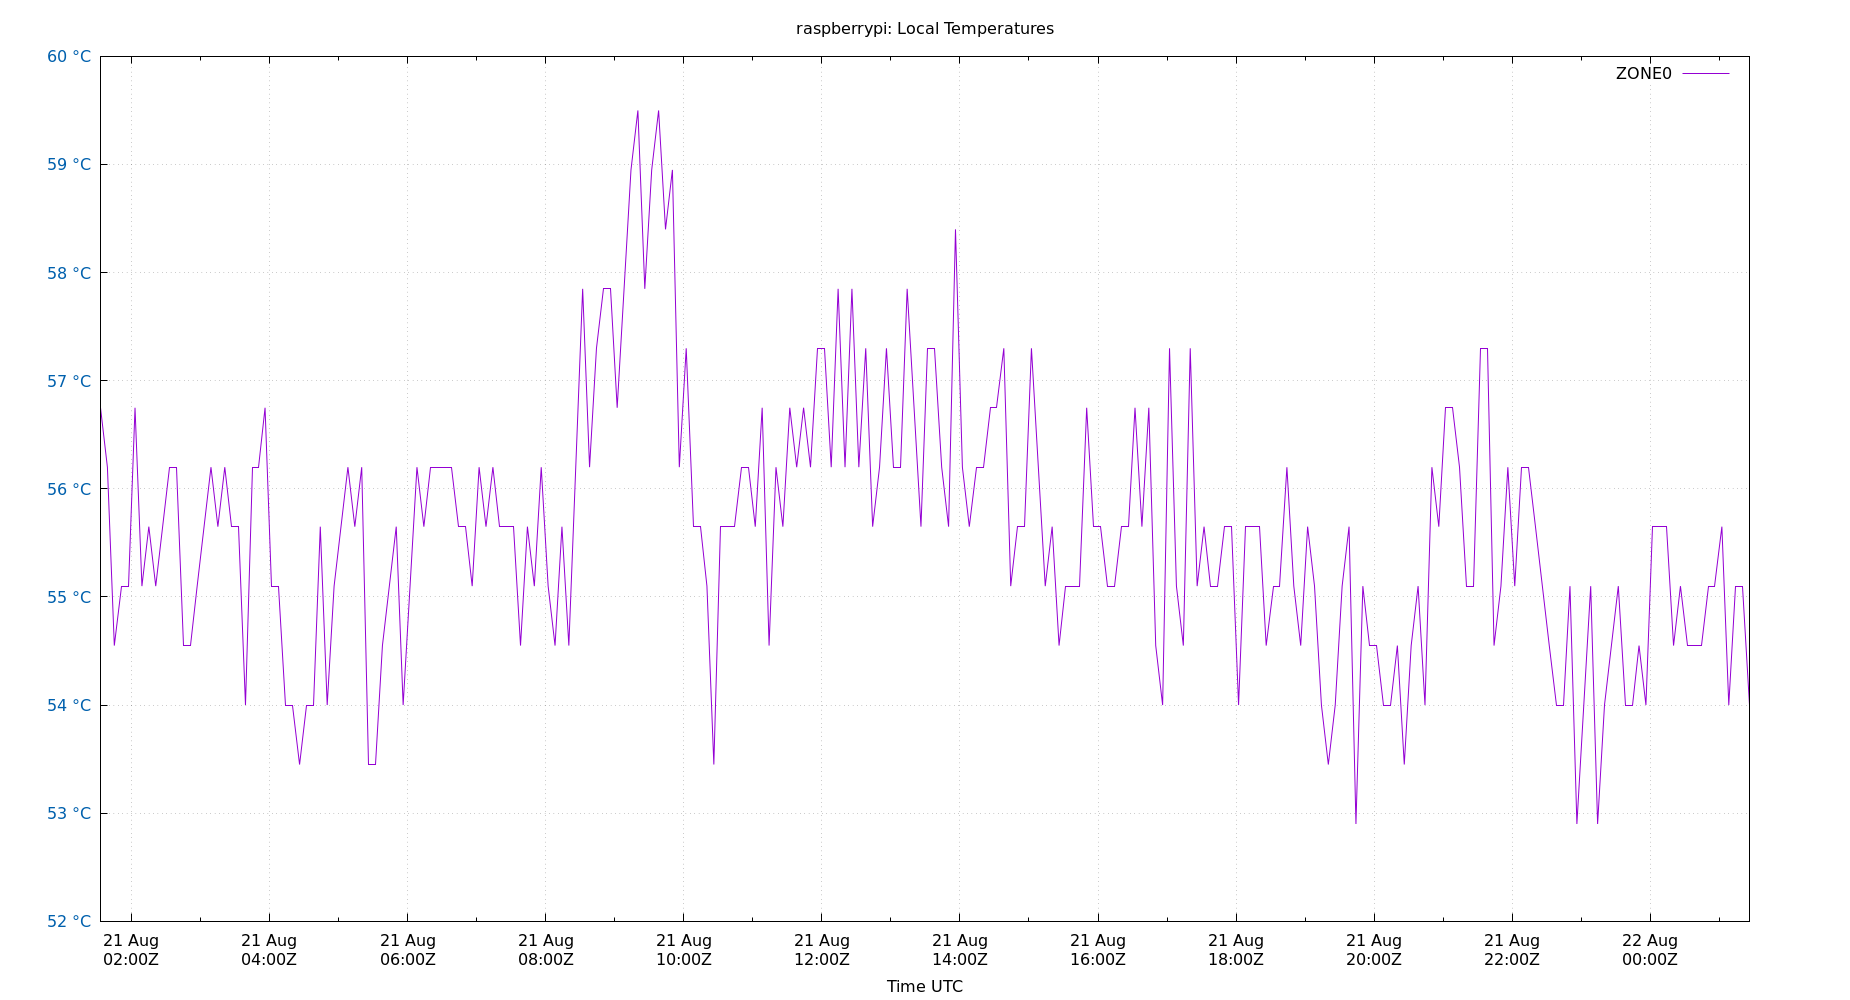 raspberrypi: Local Temperatures
ZONE0
60 °C
59 °C
58 °C
57 °C
56 °C
55 °C
54 °C
53 °C
52 °C
21 Aug 21 Aug 21 Aug 21 Aug 21 Aug 21 Aug 21 Aug 21 Aug 21 Aug 21 Aug 21 Aug 22 Aug
02:00Z 04:00Z 06:00Z 08:00Z 10:00Z 12:00Z 14:00Z 16:00Z 18:00Z 20:00Z 22:00Z 00:00Z
Time UTC